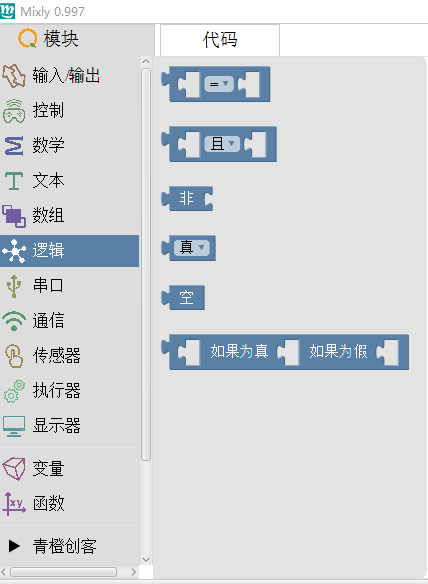 Mixly 0.997
模块
代码
输入/输出
控制
数学
文本
数组
逻辑
串口
通信
传感器
执行器
显示器
变量
函数
xy
青橙创客
=
且
非
真
空
如果为真 如果为假